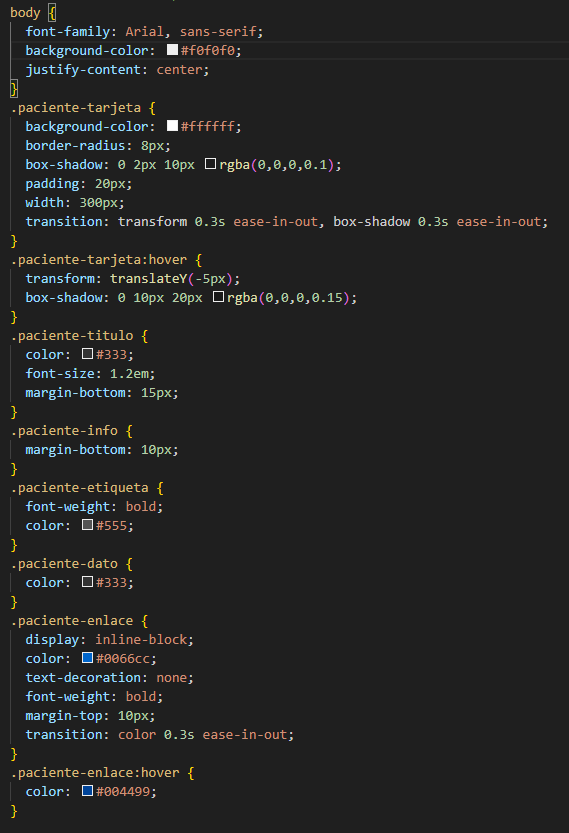 body {
font-family: Arial, sans-serif;
background-color: #f0f0f0;
justify-content: center;
}
.paciente-tarjeta {
background-color: #ffffff;
border-radius: 8px;
box-shadow: 0 2px 10px rgba(0,0,0,0.1);
padding: 20px;
width: 300px;
transition: transform 0.3s ease-in-out, box-shadow 0.3s ease-in-out;
}
.paciente-tarjeta:hover {
transform: translateY(-5px);
box-shadow: 0 10px 20px rgba(0,0,0,0.15);
}
.paciente-titulo {
color: #333;
font-size: 1.2em;
margin-bottom: 15px;
}
.paciente-info {
margin-bottom: 10px;
}
.paciente-etiqueta {
font-weight: bold;
color: #555;
}
.paciente-dato {
color: #333;
}
.paciente-enlace {
display: inline-block;
color: #0066cc;
text-decoration: none;
font-weight: bold;
margin-top: 10px;
transition: color 0.3s ease-in-out;
}
.paciente-enlace:hover {
color: #004499;
}